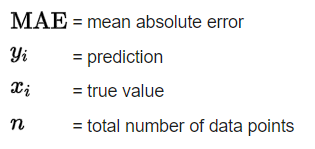 MAE = mean absolute error
yᵢ = prediction
xᵢ = true value
n = total number of data points